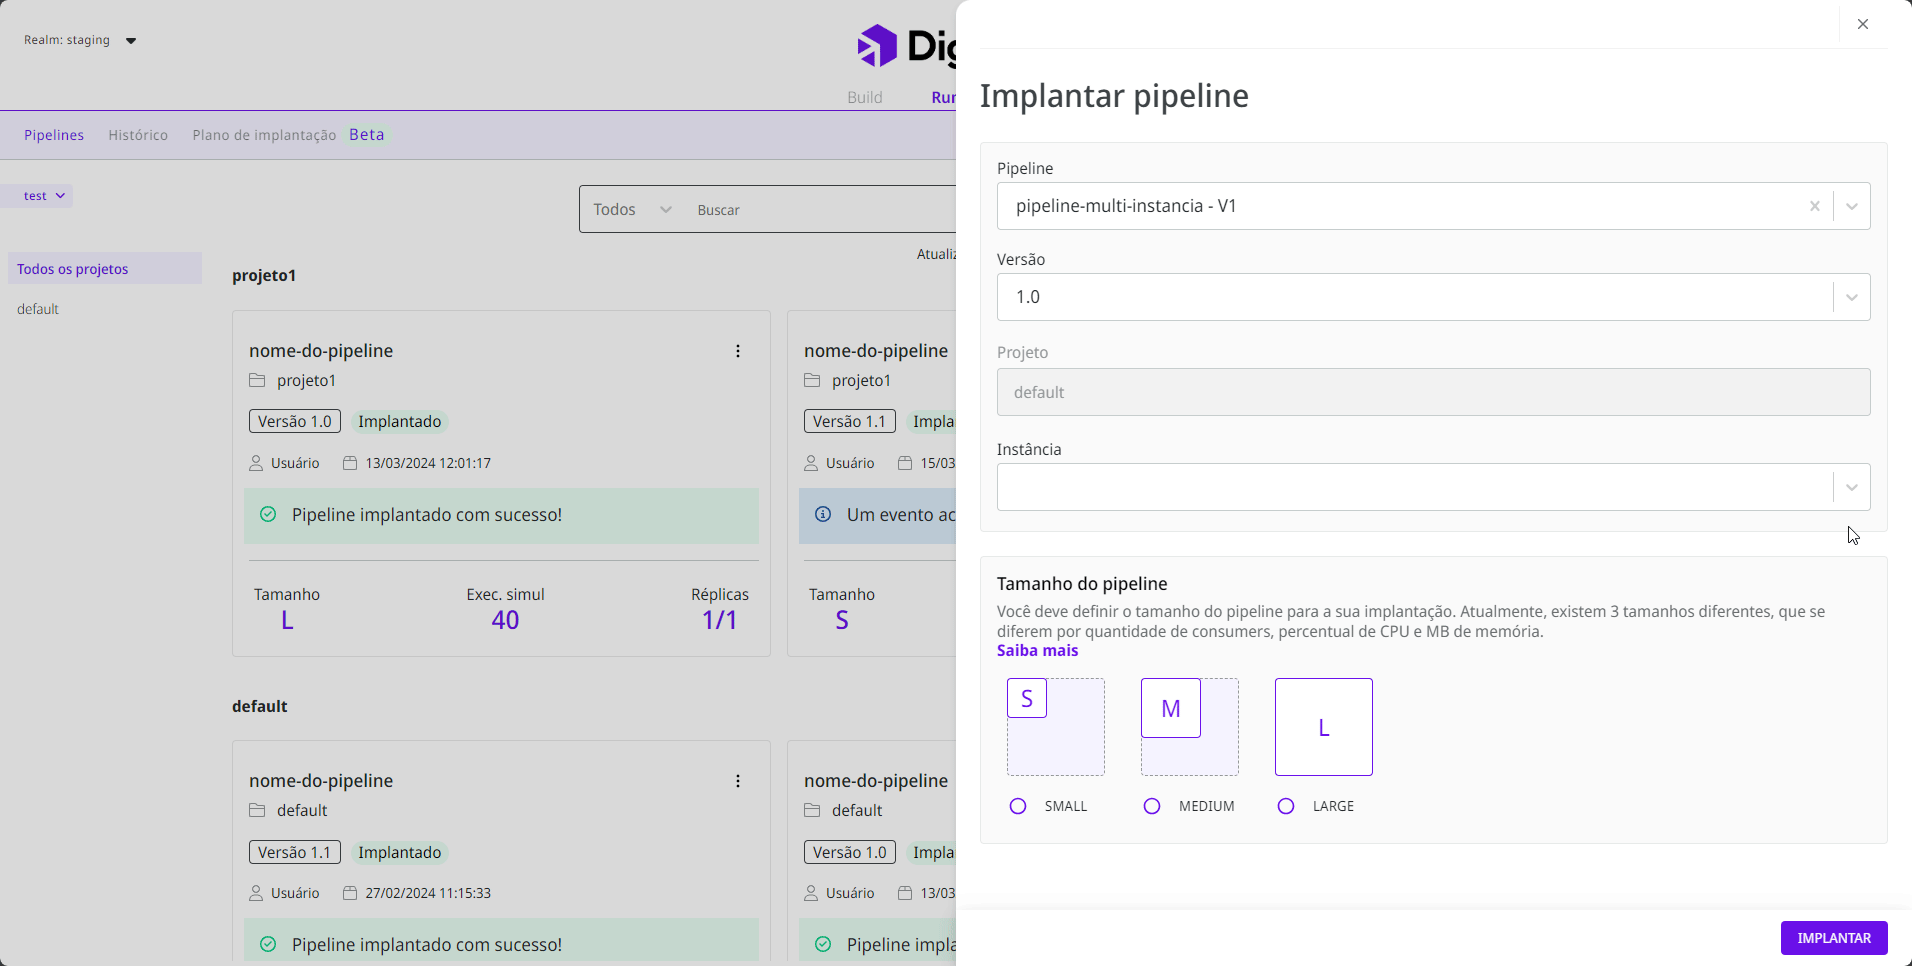 Realm: staging
Dig
Build
Run
Pipelines
Histórico
Plano de implantação
Beta
test
Todos
Buscar
Todos os projetos
default
projeto1
nome-do-pipeline
projeto1
Versão 1.0
Implantado
Usuário
13/03/2024 12:01:17
Pipeline implantado com sucesso!
Tamanho
Exec. simul
Réplicas
L
40
1/1
nome-do-pipeline
projeto1
Versão 1.1
Impla
Usuário
15/03
Um evento ac
Tamanho
S
Atualiz
default
nome-do-pipeline
default
Versão 1.1
Implantado
Usuário
27/02/2024 11:15:33
Pipeline implantado com sucesso!
nome-do-pipeline
default
Versão 1.0
Impla
Usuário
13/03
Pipeline impla
Implantar pipeline
Pipeline
pipeline-multi-instancia - V1
Versão
1.0
Projeto
default
Instância
Tamanho do pipeline
Você deve definir o tamanho do pipeline para a sua implantação. Atualmente, existem 3 tamanhos diferentes, que se
diferem por quantidade de consumers, percentual de CPU e MB de memória.
Saiba mais
S
M
L
SMALL
MEDIUM
LARGE
IMPLANTAR